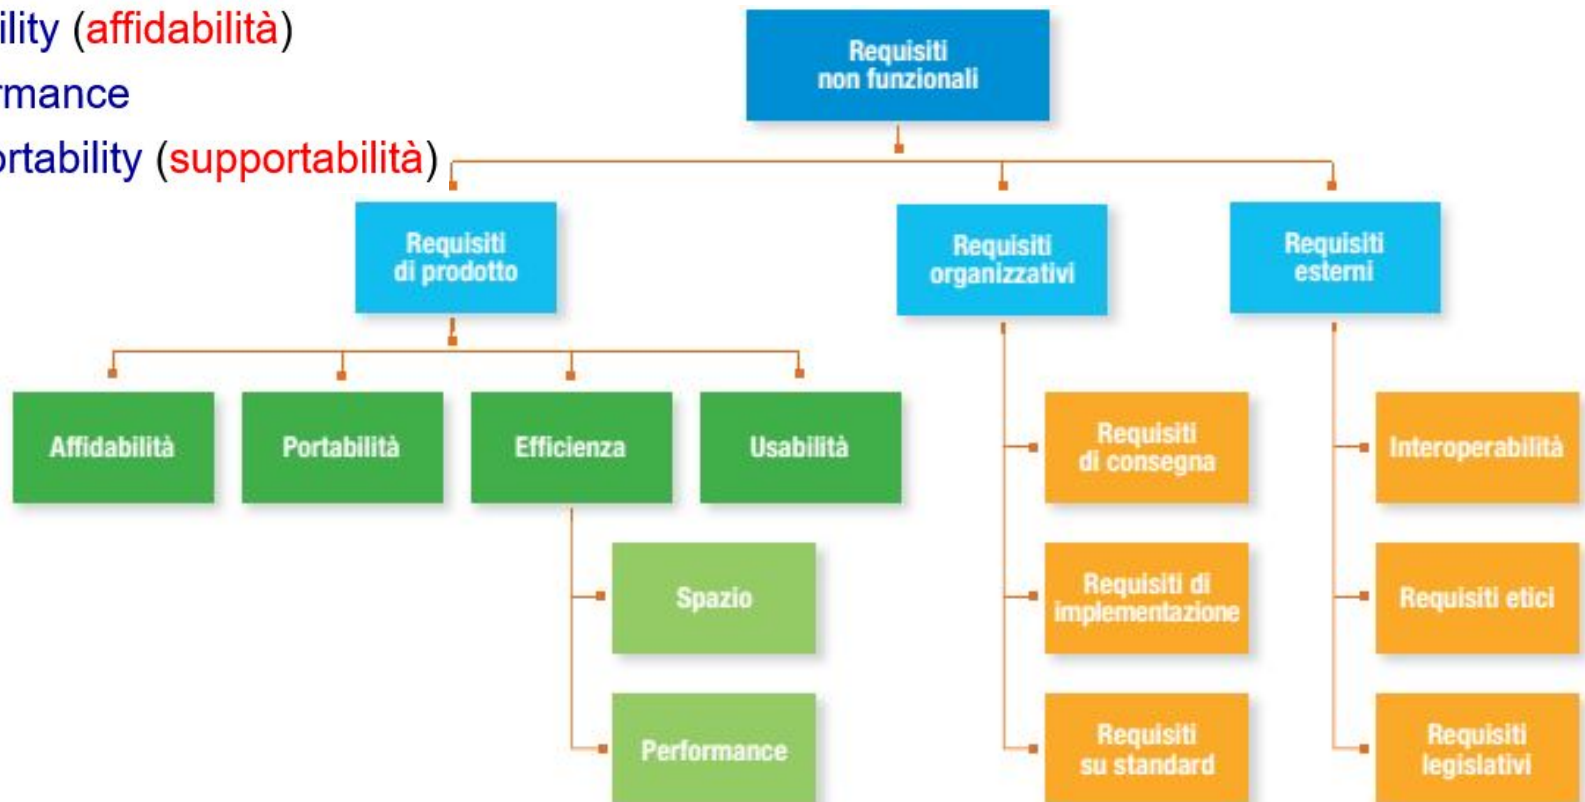 ility (affidabilità)
rmance
ortability (supportabilità)
Requisiti
non funzionali
Requisiti
di prodotto
Requisiti
organizzativi
Requisiti
esterni
Affidabilità
Portabilità
Efficienza
Usabilità
Requisiti
di consegna
Interoperabilità
Spazio
Requisiti di
implementazione
Requisiti etici
Performance
Requisiti
su standard
Requisiti
legislativi